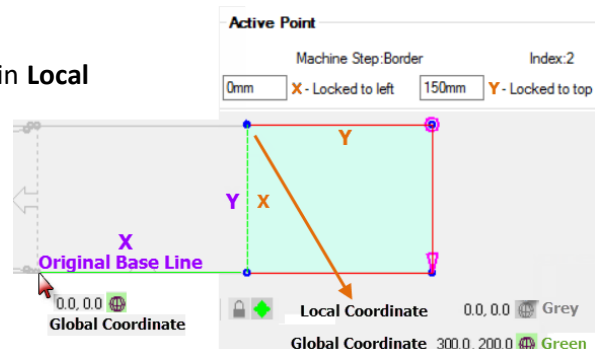 Active Point
Machine Step:Border Index:2
in Local
0mm X - Locked to left 150mm Y - Locked to top
Y
Y X
X
Original Base Line
0.0, 0.0
Global Coordinate
Local Coordinate 0.0, 0.0 Grey
Global Coordinate 300.0, 200.0 Green